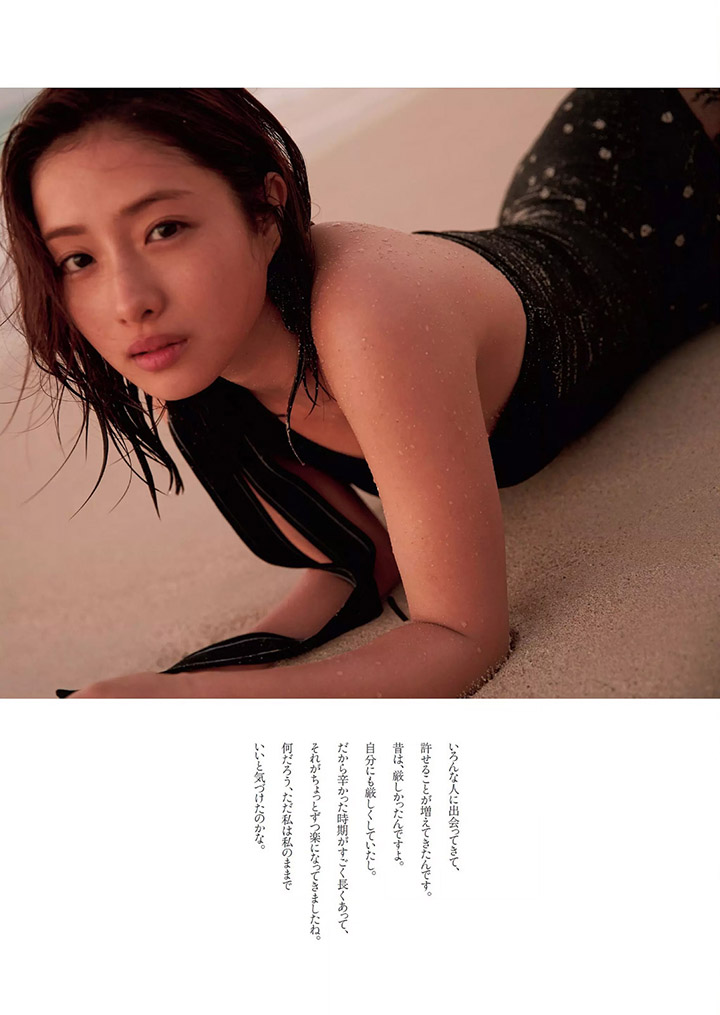 いろんな人に出会ってきて、
許せることが増えてきたんです。
昔は、厳しかったんですよ。
自分にも厳しくしていたし。
だから辛かった時期がすごく長くあって、
それがちょっとずつ楽になってきましたね。
何だろう、ただ私は私のままで
いいと気づけたのかな。